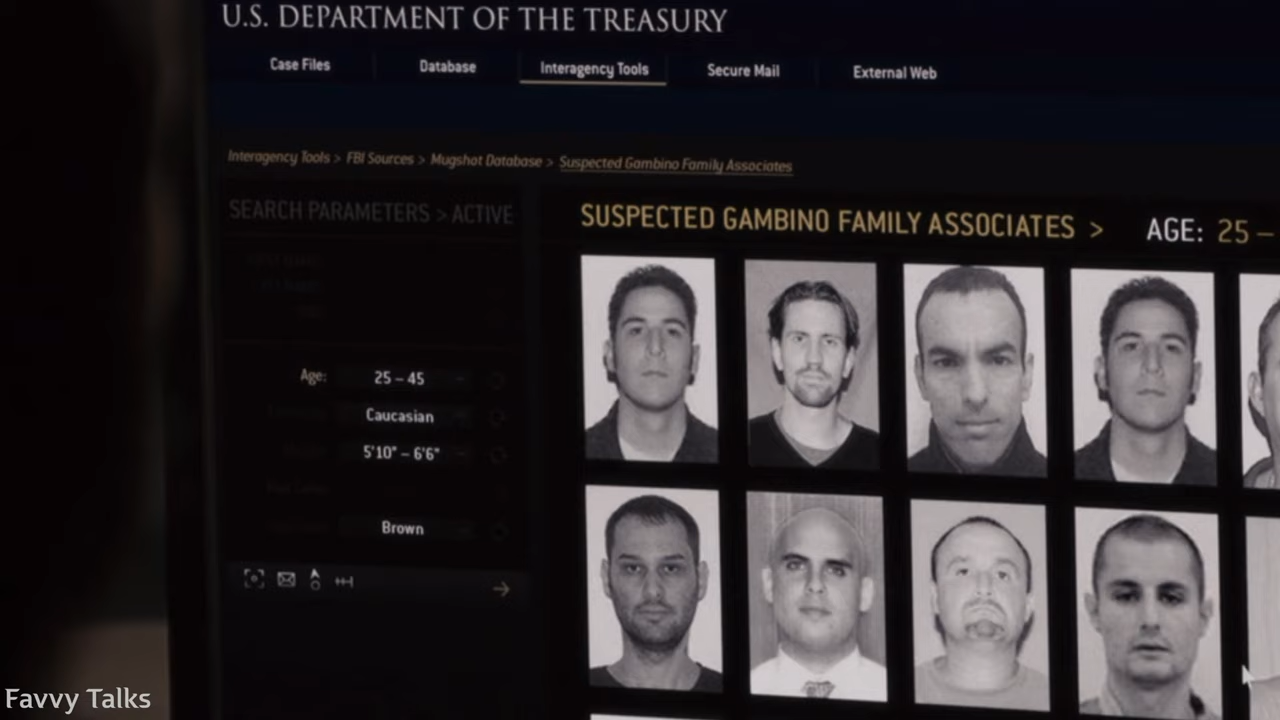 U.S. DEPARTMENT OF THE TREASURY
Case Files
Database
Interagency Tools
Secure Mail
External Web
Interagency Tools > FBI Sources > Mugshot Database > Suspected Gambino Family Associates
SEARCH PARAMETERS > ACTIVE
SUSPECTED GAMBINO FAMILY ASSOCIATES >
AGE: 25 –
Age:
25 – 45
Caucasian
5'10" – 6'6"
Brown
Favvy Talks